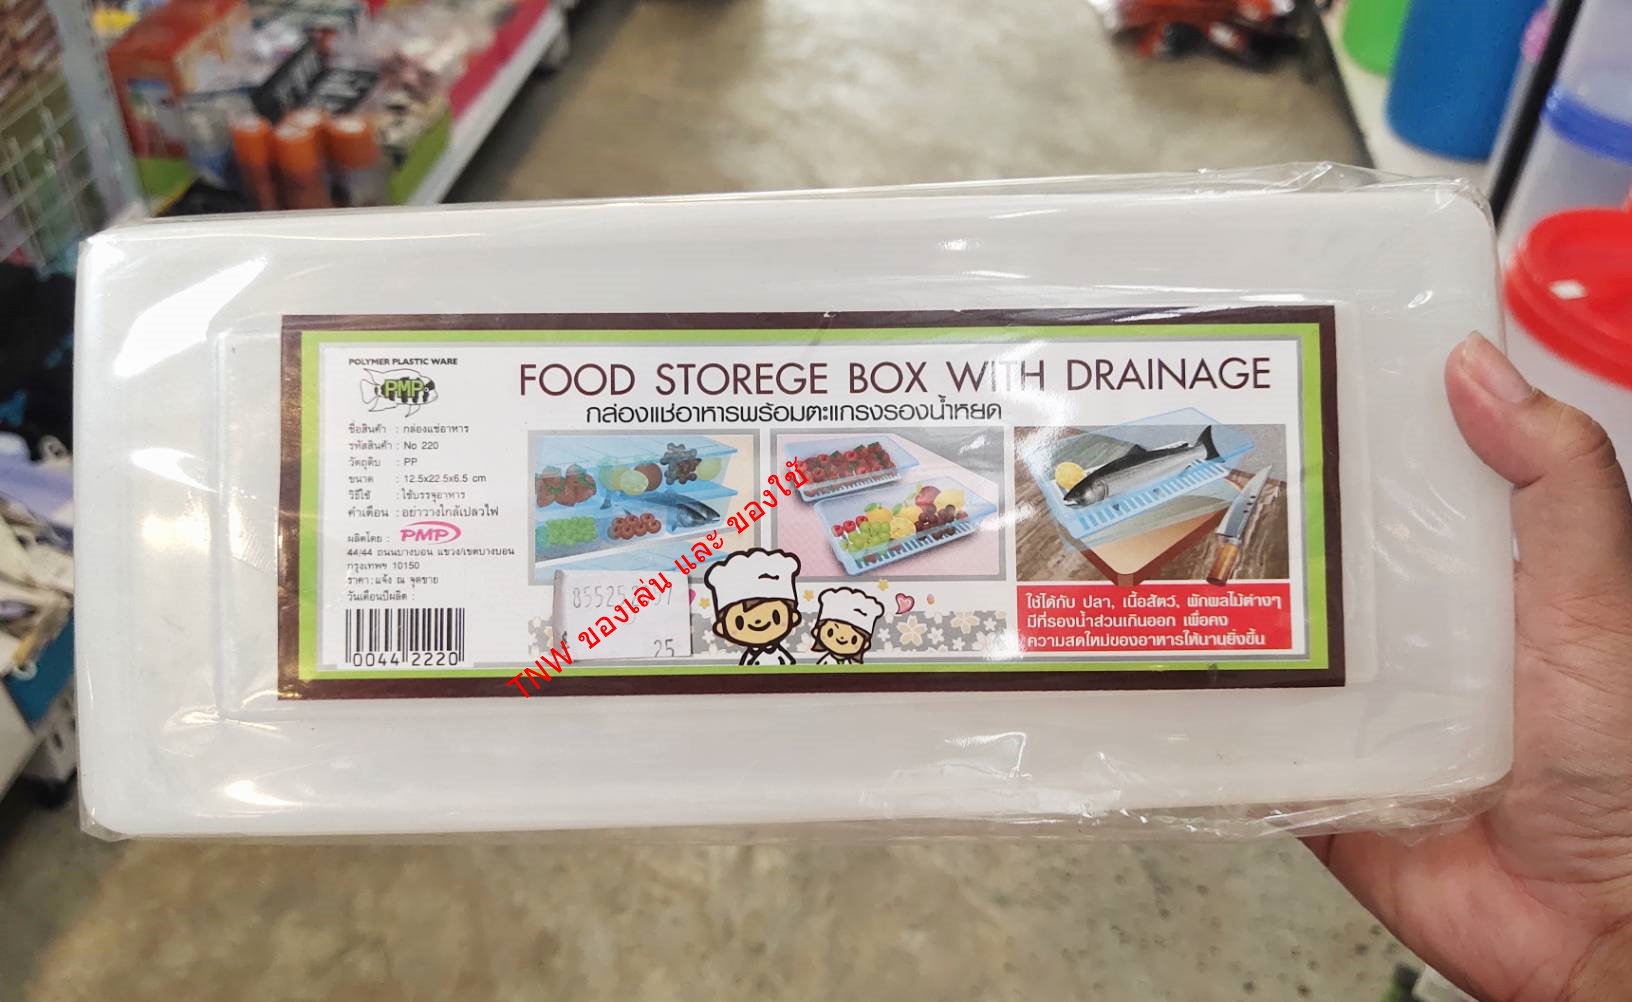 POLYMER PLASTIC WARE
PMP
FOOD STOREGE BOX WITH DRAINAGE
กล่องแช่อาหารพร้อมตะแกรงรองน้ำหยด
ชื่อสินค้า : กล่องแช่อาหาร
รหัสสินค้า : No 220
วัตถุดิบ : PP
ขนาด : 12.5x22.5x6.5 cm
วิธีใช้ : ใช้บรรจุอาหาร
คำเตือน : อย่าวางใกล้เปลวไฟ
ผลิตโดย : PMP
44/44 ถนนบางบอน แขวง/เขตบางบอน
กรุงเทพฯ 10150
ราคา : แจ้ง ณ จุดขาย
วันเดือนปีผลิต :
0044 2220
25
TNW ของเล่น และ ของใช้
ใช้ได้กับ ปลา, เนื้อสัตว์, ผักผลไม้ต่างๆ
มีที่รองน้ำส่วนเกินออก เพื่อคง
ความสดใหม่ของอาหารให้นานยิ่งขึ้น